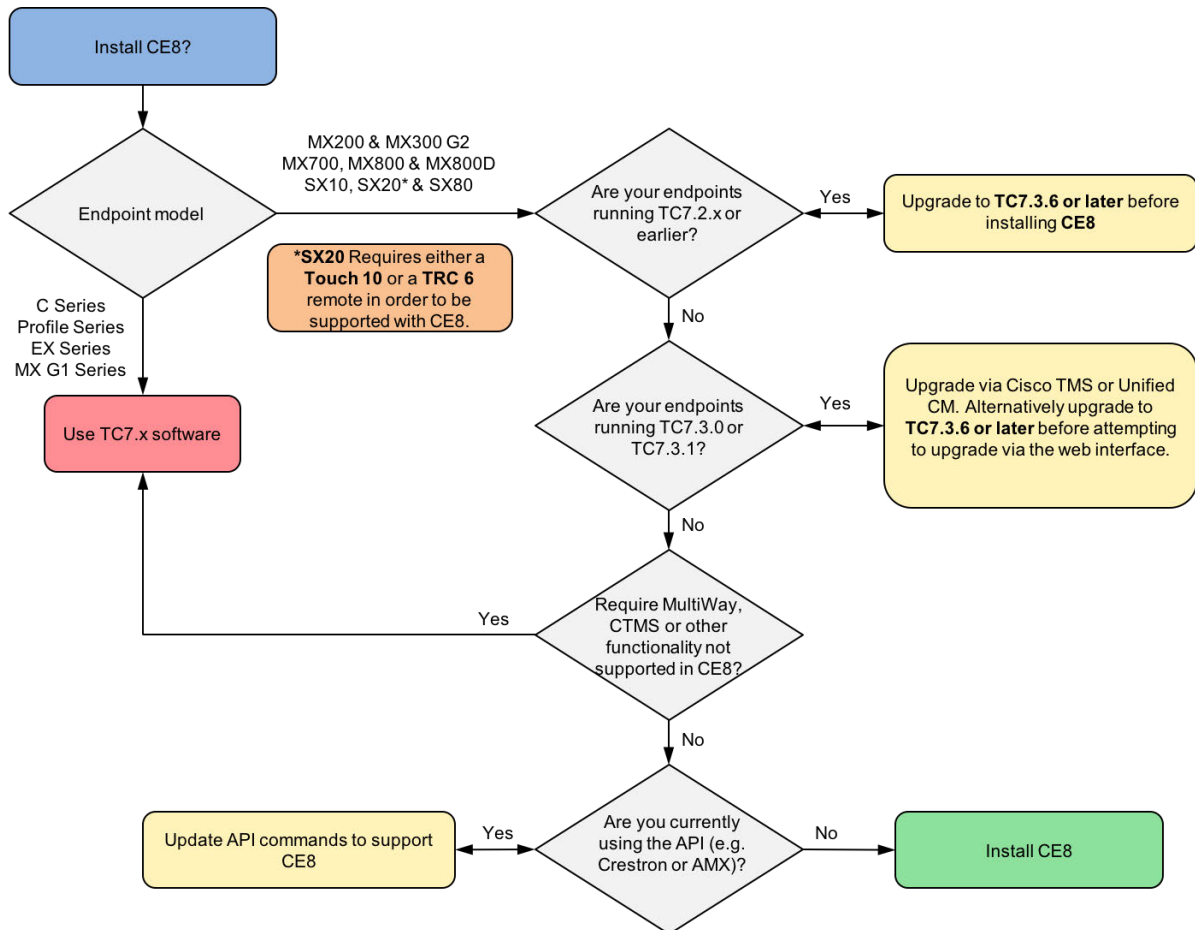 Install CE8?
Endpoint model
MX200 & MX300 G2
MX700, MX800 & MX800D
SX10, SX20* & SX80
*SX20 Requires either a
Touch 10 or a TRC 6
remote in order to be
supported with CE8.
Are your endpoints
running TC7.2.x or
earlier?
Yes
Upgrade to TC7.3.6 or later before
installing CE8
C Series
Profile Series
EX Series
MX G1 Series
Use TC7.x software
No
Are your endpoints
running TC7.3.0 or
TC7.3.1?
Yes
Upgrade via Cisco TMS or Unified
CM. Alternatively upgrade to
TC7.3.6 or later before attempting
to upgrade via the web interface.
No
Require MultiWay,
CTMS or other
functionality not
supported in CE8?
Yes
No
Are you currently
using the API (e.g.
Crestron or AMX)?
Yes
Update API commands to support
CE8
No
Install CE8